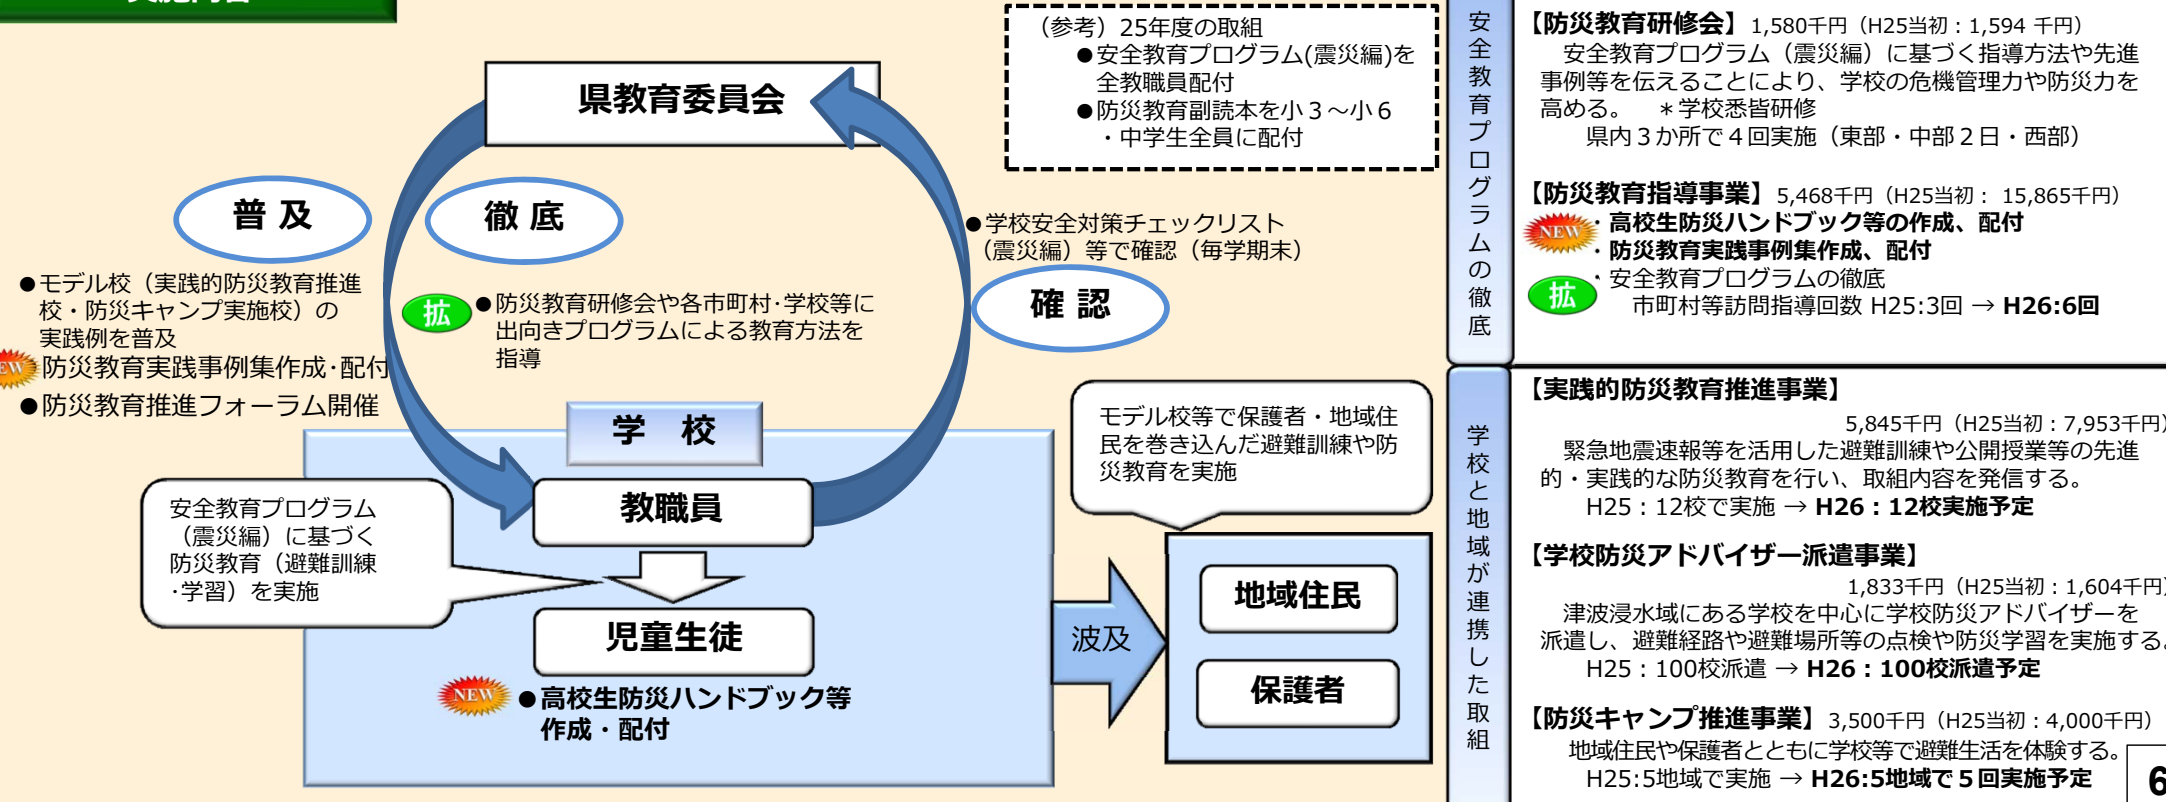 県教育委員会
普 及
徹 底
●モデル校（実践的防災教育推進
校・防災キャンプ実施校）の
実践例を普及
防災教育実践事例集作成･配付
●防災教育推進フォーラム開催
拡
●防災教育研修会や各市町村･学校等に
出向きプログラムによる教育方法を
指導
（参考）25年度の取組
●安全教育プログラム(震災編)を
全教職員配付
●防災教育副読本を小３～小６
・中学生全員に配付
●学校安全対策チェックリスト
（震災編）等で確認（毎学期末）
確 認
学 校
教職員
安全教育プログラム
（震災編）に基づく
防災教育（避難訓練
･学習）を実施
児童生徒
NEW
●高校生防災ハンドブック等
作成・配付
波及
モデル校等で保護者・地域住
民を巻き込んだ避難訓練や防
災教育を実施
地域住民
保護者
安全教育プログラムの徹底
【防災教育研修会】1,580千円（H25当初：1,594 千円）
安全教育プログラム（震災編）に基づく指導方法や先進
事例等を伝えることにより、学校の危機管理力や防災力を
高める。 ＊学校悉皆研修
県内３か所で４回実施（東部・中部２日・西部）
【防災教育指導事業】5,468千円（H25当初： 15,865千円）
NEW
・高校生防災ハンドブック等の作成、配付
・防災教育実践事例集作成、配付
拡
・安全教育プログラムの徹底
市町村等訪問指導回数 H25:3回 → H26:6回
学校と地域が連携した取組
【実践的防災教育推進事業】
5,845千円（H25当初：7,953千円）
緊急地震速報等を活用した避難訓練や公開授業等の先進
的・実践的な防災教育を行い、取組内容を発信する。
H25：12校で実施 → H26：12校実施予定
【学校防災アドバイザー派遣事業】
1,833千円（H25当初：1,604千円）
津波浸水域にある学校を中心に学校防災アドバイザーを
派遣し、避難経路や避難場所等の点検や防災学習を実施する。
H25：100校派遣 → H26：100校派遣予定
【防災キャンプ推進事業】3,500千円（H25当初：4,000千円）
地域住民や保護者とともに学校等で避難生活を体験する。
H25:5地域で実施 → H26:5地域で５回実施予定
6